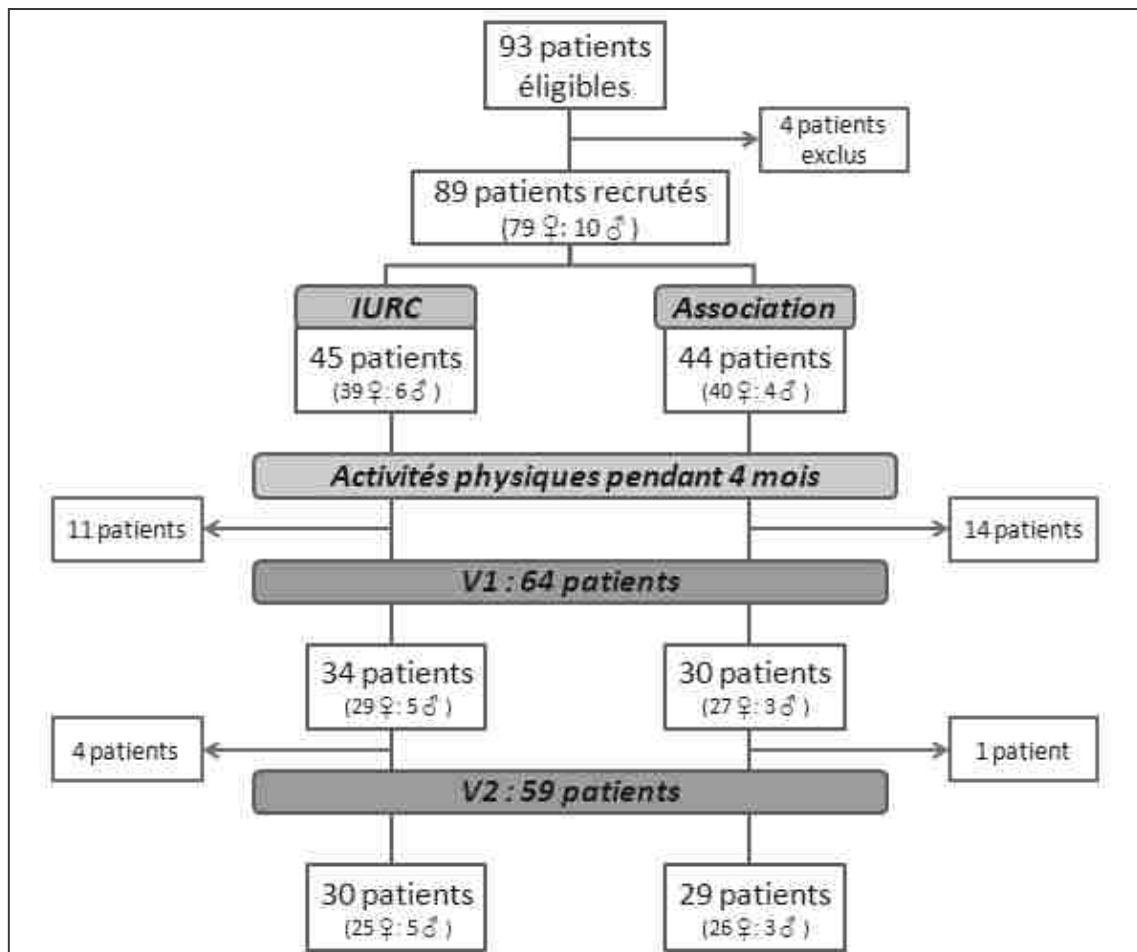 93 patients
éligibles
4 patients
exclus
89 patients recrutés
(79 ♀: 10 ♂)
IURC
Association
45 patients
(39 ♀: 6 ♂)
44 patients
(40 ♀: 4 ♂)
Activités physiques pendant 4 mois
11 patients
14 patients
V1 : 64 patients
34 patients
(29 ♀: 5 ♂)
30 patients
(27 ♀: 3 ♂)
4 patients
1 patient
V2 : 59 patients
30 patients
(25 ♀: 5 ♂)
29 patients
(26 ♀: 3 ♂)